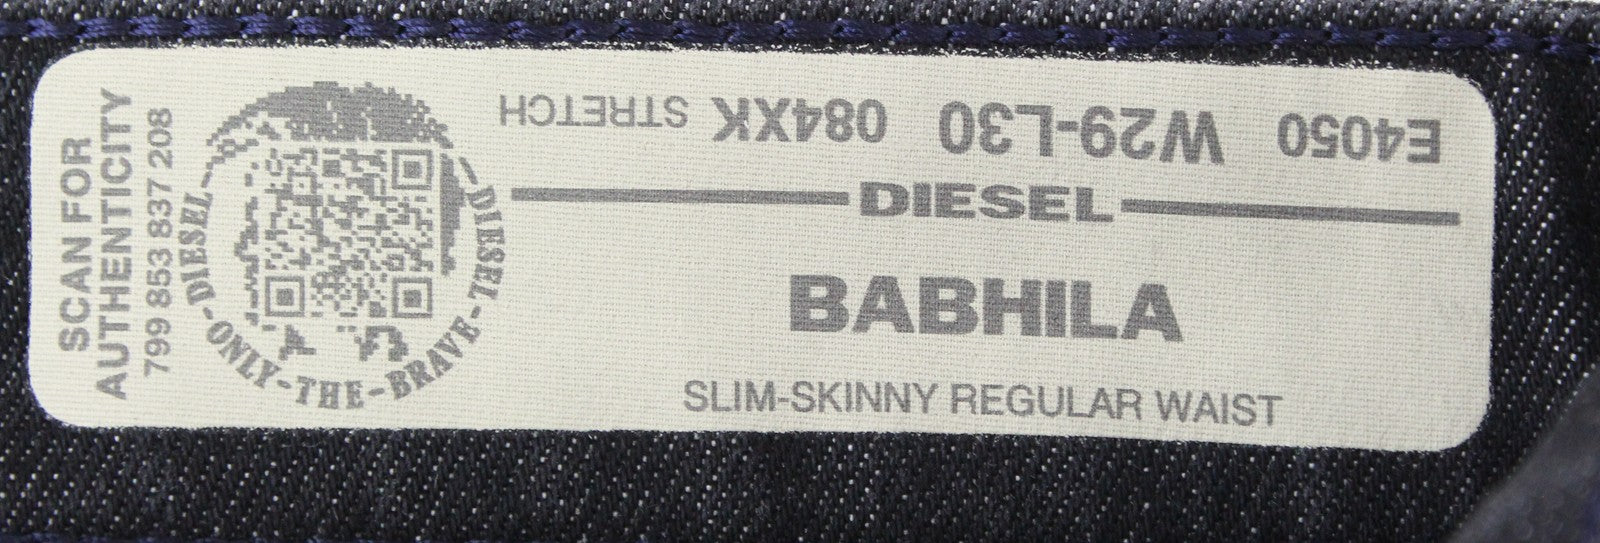 SCAN FOR
AUTHENTICITY
799 853 837 208
DIESEL-ONLY-THE-BRAVE-DIESEL
E4050 W29-L30 084XK STRETCH
DIESEL
BABHILA
SLIM-SKINNY REGULAR WAIST